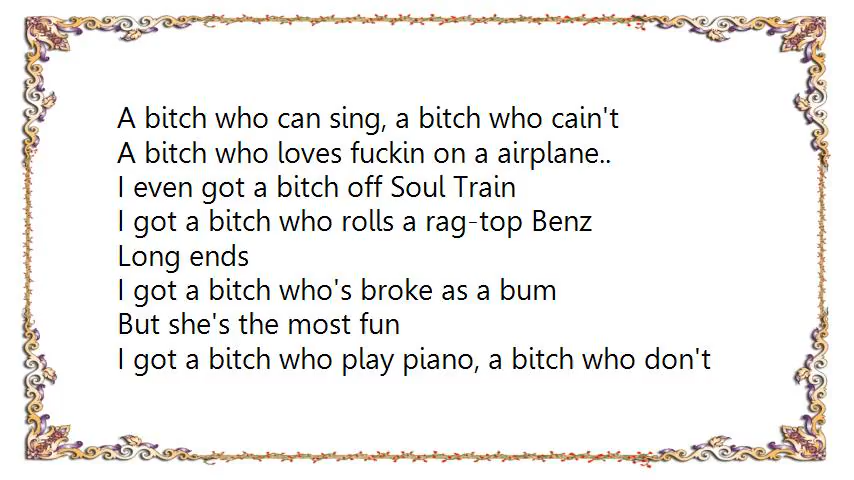 A bitch who can sing, a bitch who cain't
A bitch who loves fuckin on a airplane..
I even got a bitch off Soul Train
I got a bitch who rolls a rag-top Benz
Long ends
I got a bitch who's broke as a bum
But she's the most fun
I got a bitch who play piano, a bitch who don't